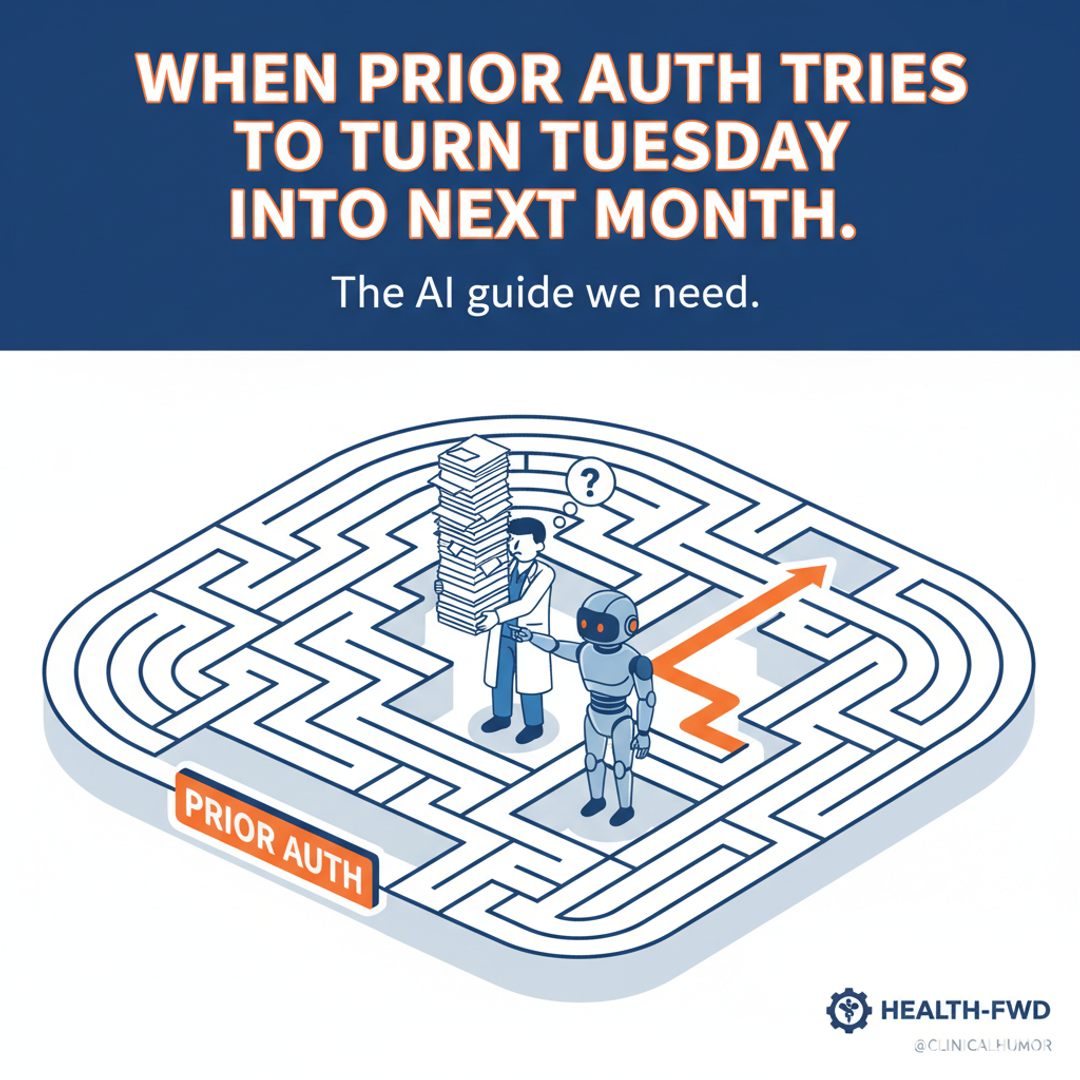 WHEN PRIOR AUTH TRIES
TO TURN TUESDAY
INTO NEXT MONTH.
The AI guide we need.
?
PRIOR AUTH
HEALTH-FWD
@CLINICALHUMOR